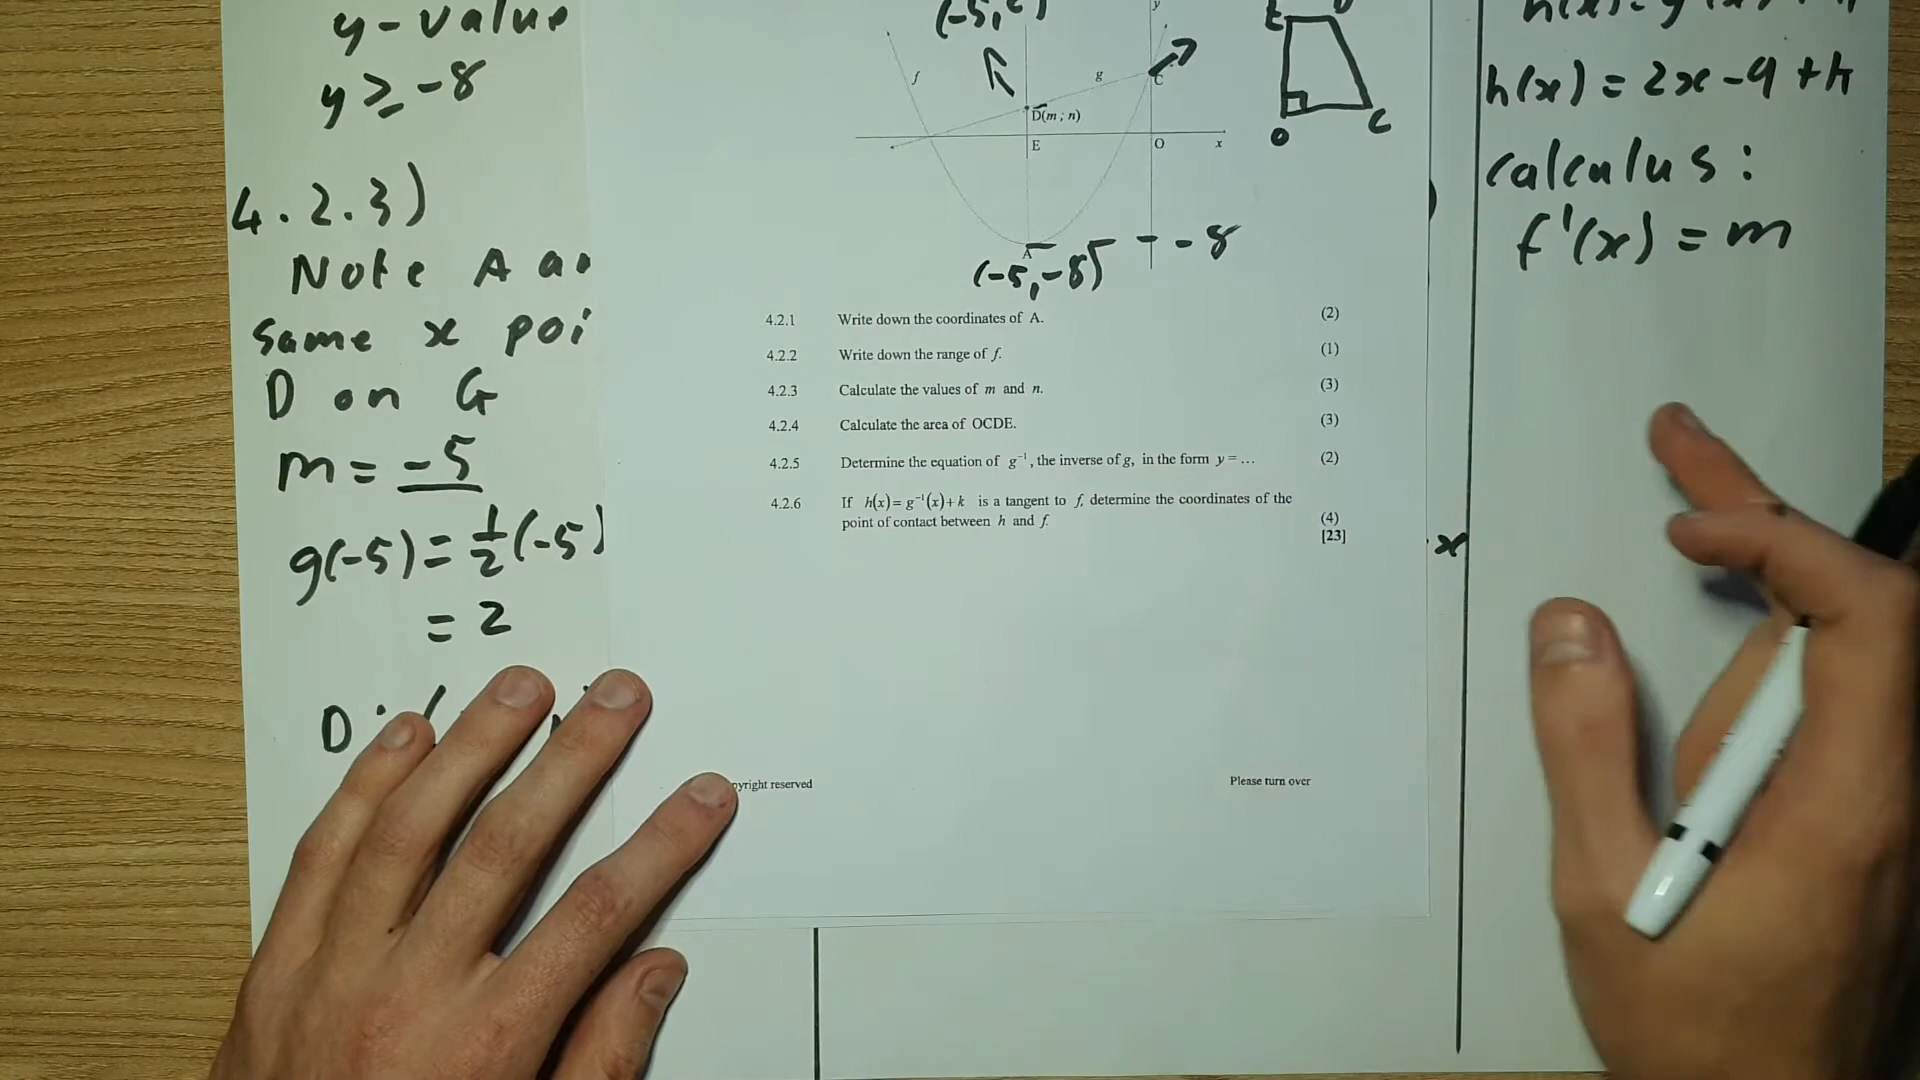 y-value
y ≥ -8
4.2.3)
Note A
same x poi
D on G
m = -5
g(-5) = 1/2(-5)
= 2
D :
f
g
y
C
D(m ; n)
E
O
x
A
(-5,-8)
-8
E
O
C
h(x) = 2x-9+k
calculus :
f'(x) = m
x
4.2.1 Write down the coordinates of A. (2)
4.2.2 Write down the range of f. (1)
4.2.3 Calculate the values of m and n. (3)
4.2.4 Calculate the area of OCDE. (3)
4.2.5 Determine the equation of g⁻¹, the inverse of g, in the form y = ... (2)
4.2.6 If h(x) = g⁻¹(x) + k is a tangent to f, determine the coordinates of the
point of contact between h and f. (4)
[23]
yright reserved
Please turn over